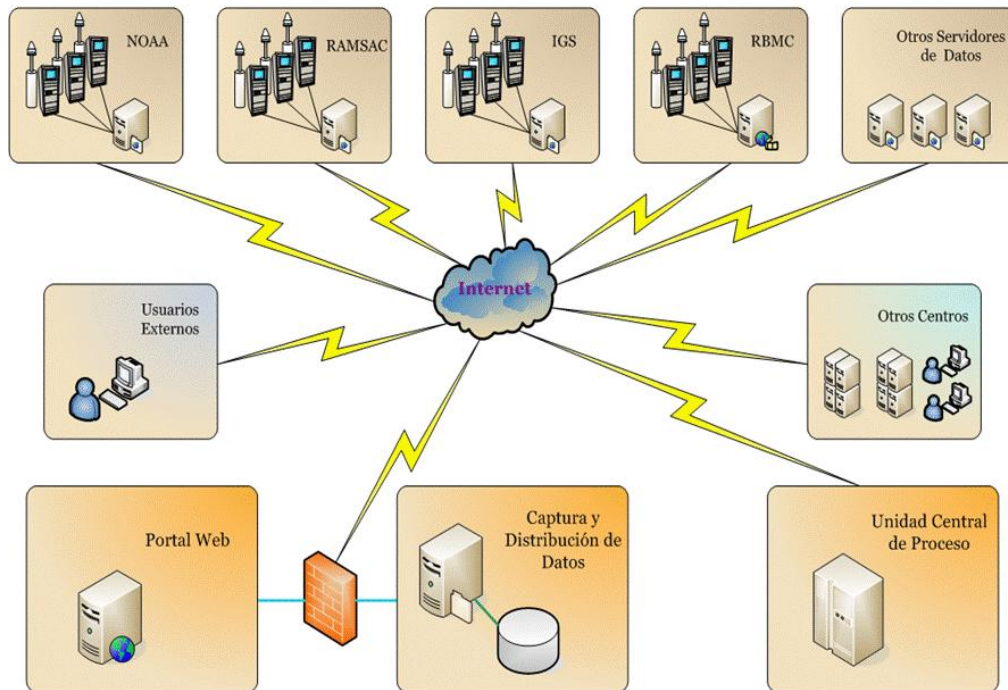 NOAA
RAMSAC
IGS
RBMC
Otros Servidores
de Datos
Internet
Usuarios
Externos
Otros Centros
Portal Web
Captura y
Distribución de
Datos
Unidad Central
de Proceso